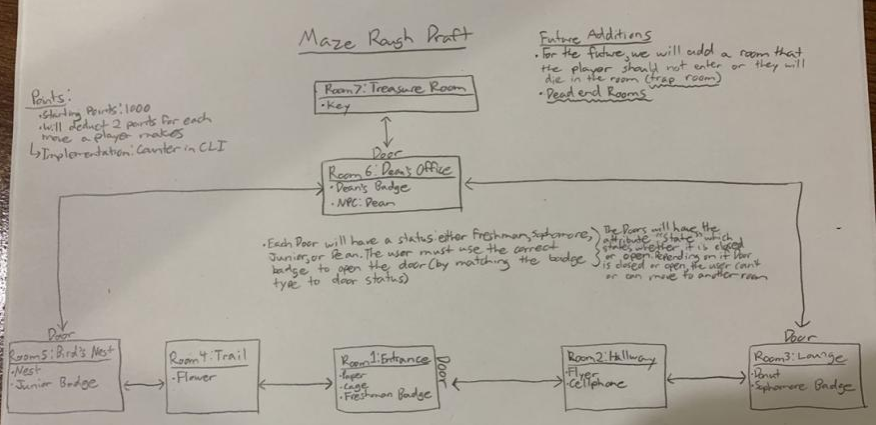 Maze Rough Draft
Future Additions
• For the future, we will add a room that
the player should not enter or they will
die in the room (trap room)
• Dead end Rooms
Points:
• Starting Points: 1000
• Will deduct 2 points for each
move a player makes
↳ Implementation: Counter in CLI
Room 7: Treasure Room
• Key
Door
Room 6: Dean's Office
• Dean's Badge
• NPC: Dean
• Each Door will have a status either Freshman, Sophomore,
Junior, or Dean. The user must use the correct
badge to open the door (by matching the badge
type to door status)
The Doors will have the
attribute "state" which
states whether it is closed
or open. Depending on if Door
is closed or open, the user can't
or can move to another room
Door
Room 5: Bird's Nest
• Nest
• Junior Badge
Room 4: Trail
• Flower
Room 1: Entrance
• Paper
• Cage
• Freshman Badge
Door
Room 2: Hallway
• Flyer
• Cellphone
Door
Room 3: Lounge
• Donut
• Sophomore Badge